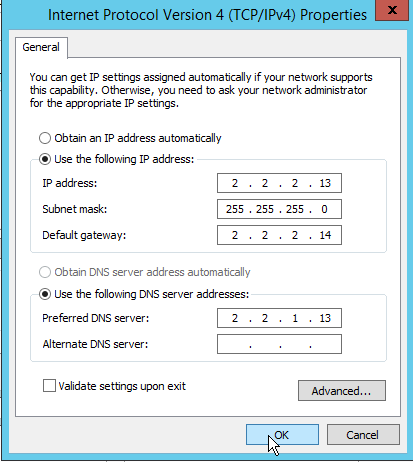 Internet Protocol Version 4 (TCP/IPv4) Properties
x
General
You can get IP settings assigned automatically if your network supports
this capability. Otherwise, you need to ask your network administrator
for the appropriate IP settings.
Obtain an IP address automatically
Use the following IP address:
IP address: 2 . 2 . 2 . 13
Subnet mask: 255 . 255 . 255 . 0
Default gateway: 2 . 2 . 2 . 14
Obtain DNS server address automatically
Use the following DNS server addresses:
Preferred DNS server: 2 . 2 . 1 . 13
Alternate DNS server: . . .
Validate settings upon exit
Advanced...
OK Cancel